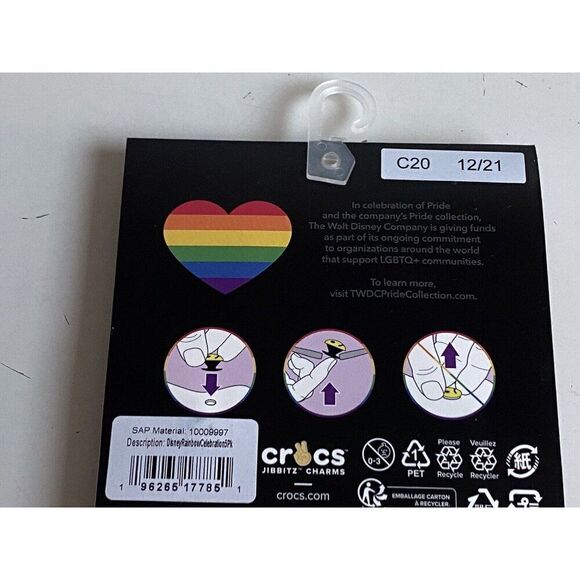 C20 12/21
In celebration of Pride
and the company's Pride collection,
The Walt Disney Company is giving funds
as part of its ongoing commitment
to organizations around the world
that support LGBTQ+ communities.
To learn more,
visit TWDCPrideCollection.com.
SAP Material: 10009997
Description: DisneyRainbowCelebration5Pk
1 96265 17785 1
crocs
JIBBITZ™ CHARMS
crocs.com
0-3
1
PET
Please
Recycle
Veuillez
Recycler
紙
EMBALLAGE CARTON
À RECYCLER.